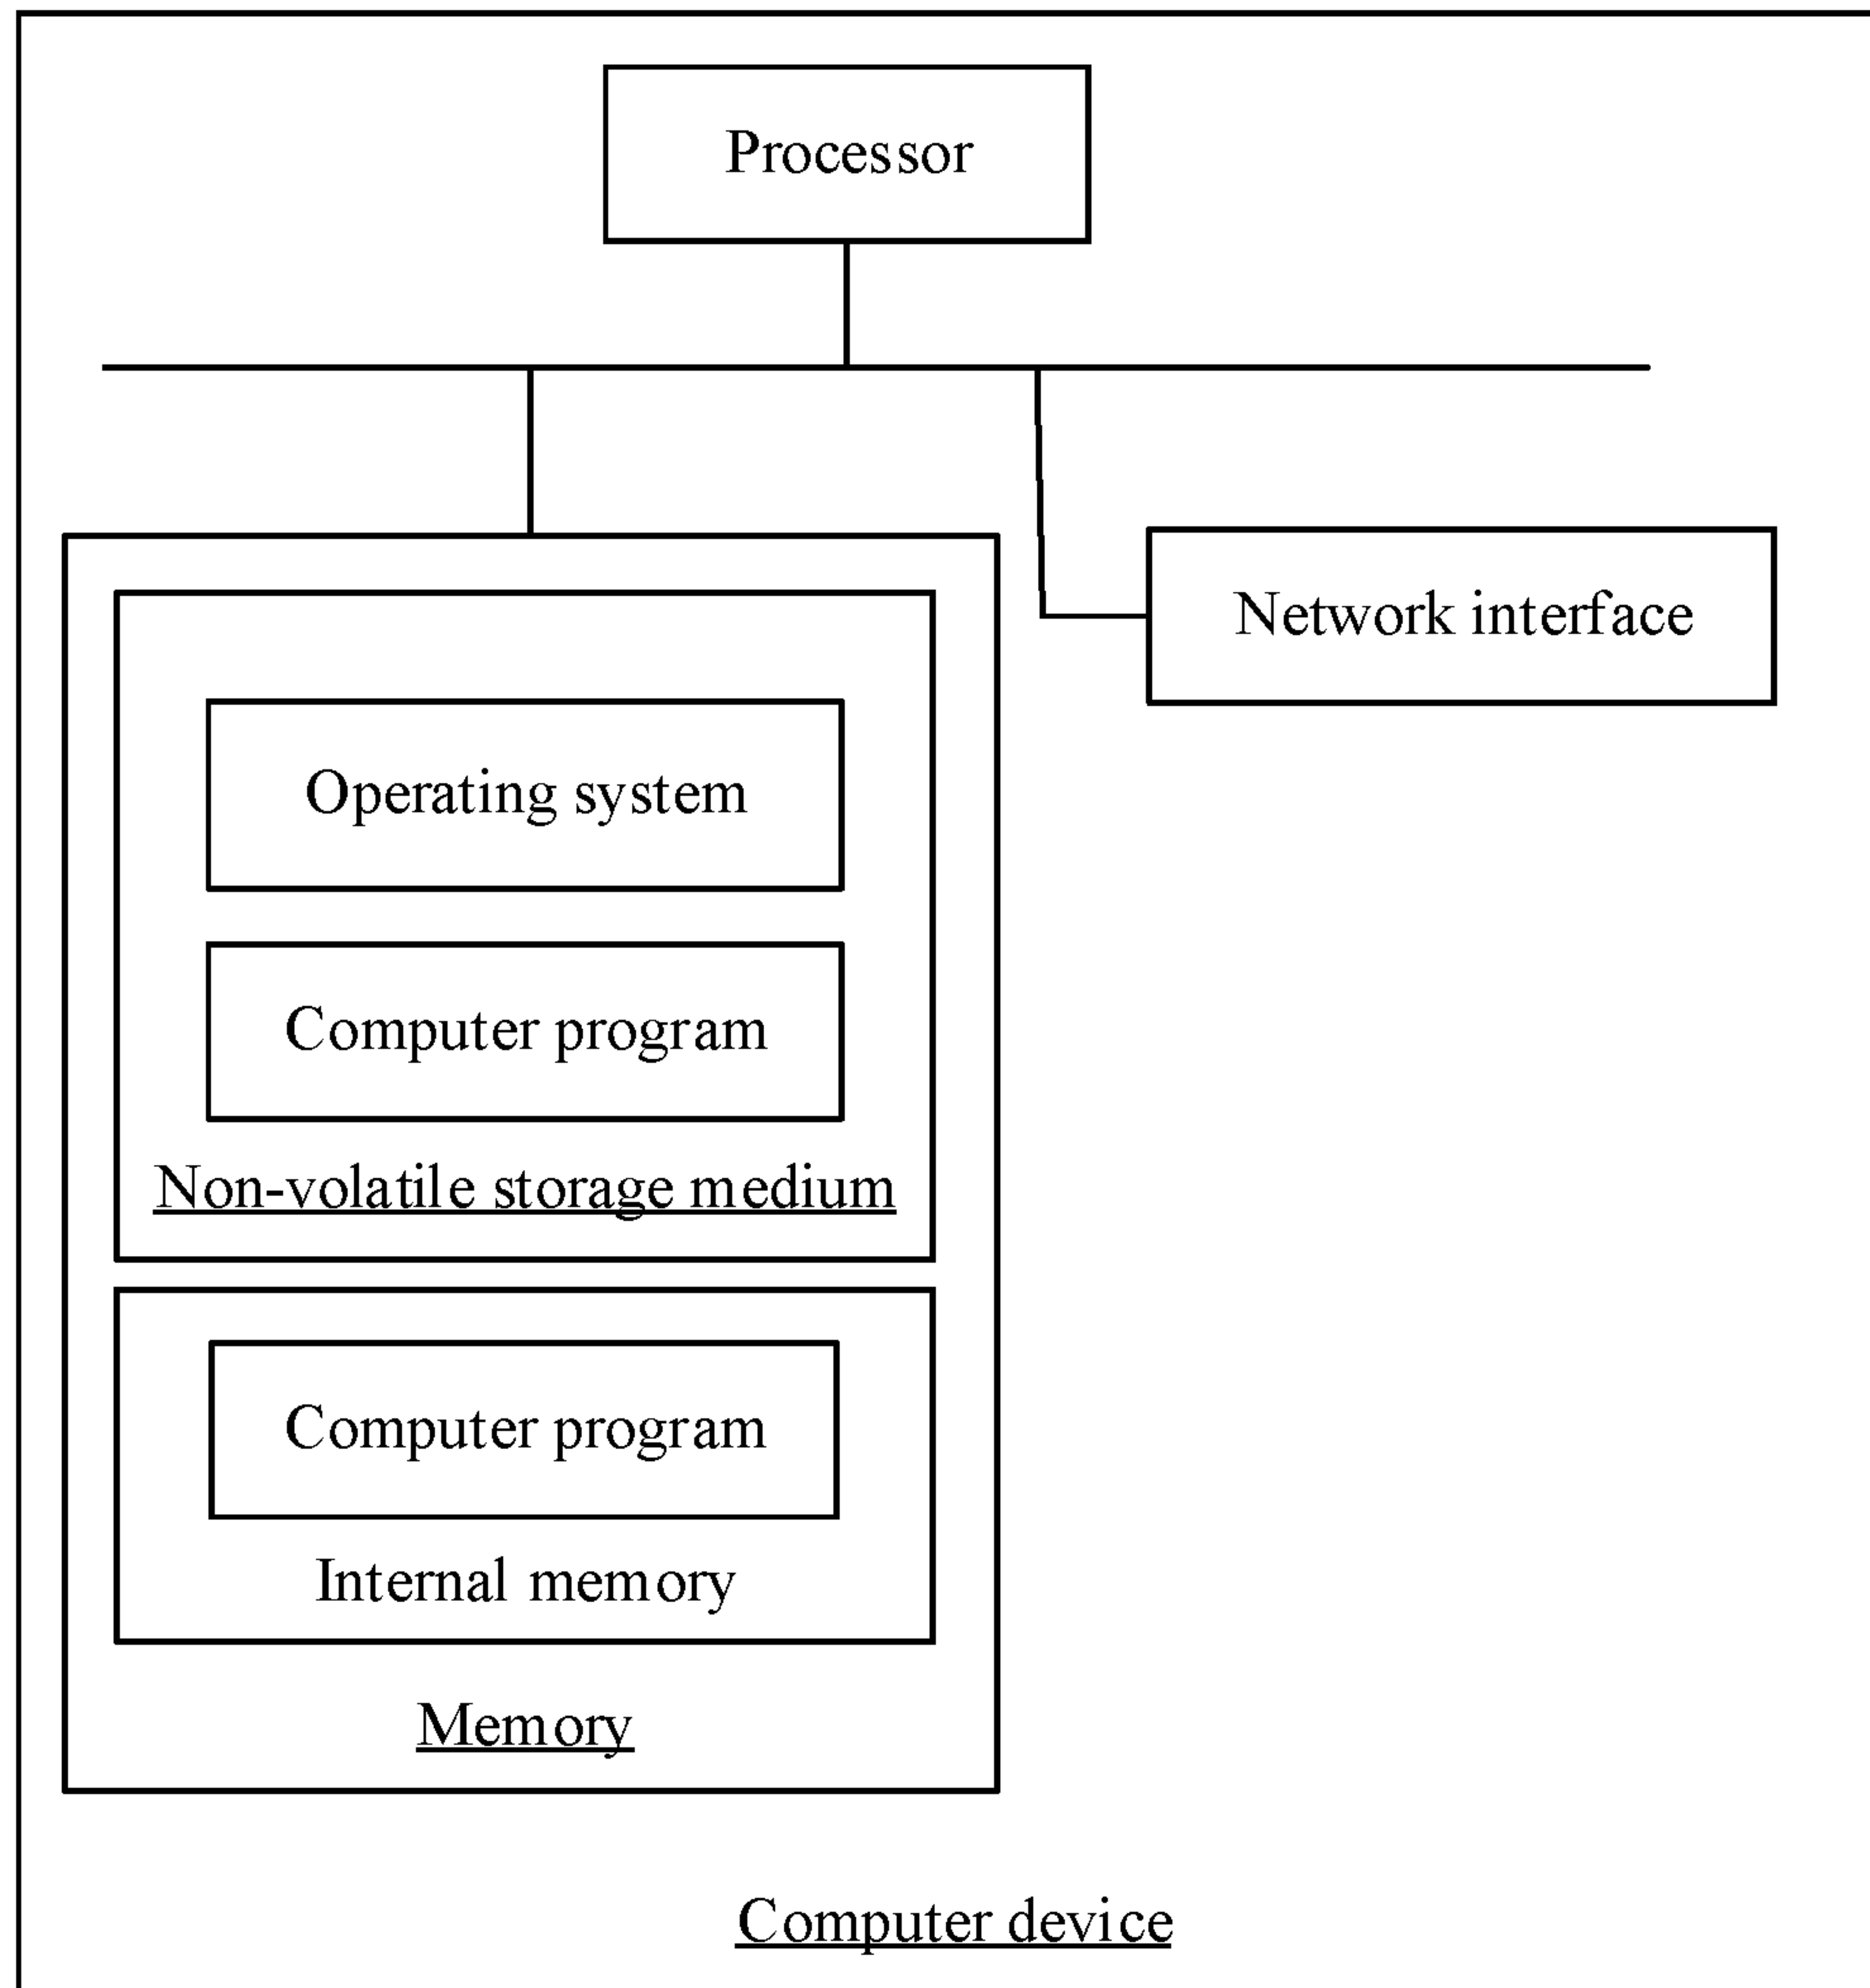 Processor
Network interface
Operating system
Computer program
Non-volatile storage medium
Computer program
Internal memory
Memory
Computer device